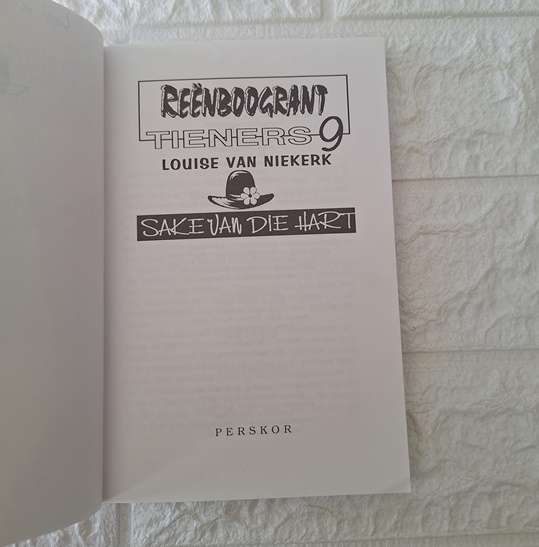 REËNBOOGRANT
TIENERS 9
LOUISE VAN NIEKERK
SAKE VAN DIE HART
PERSKOR